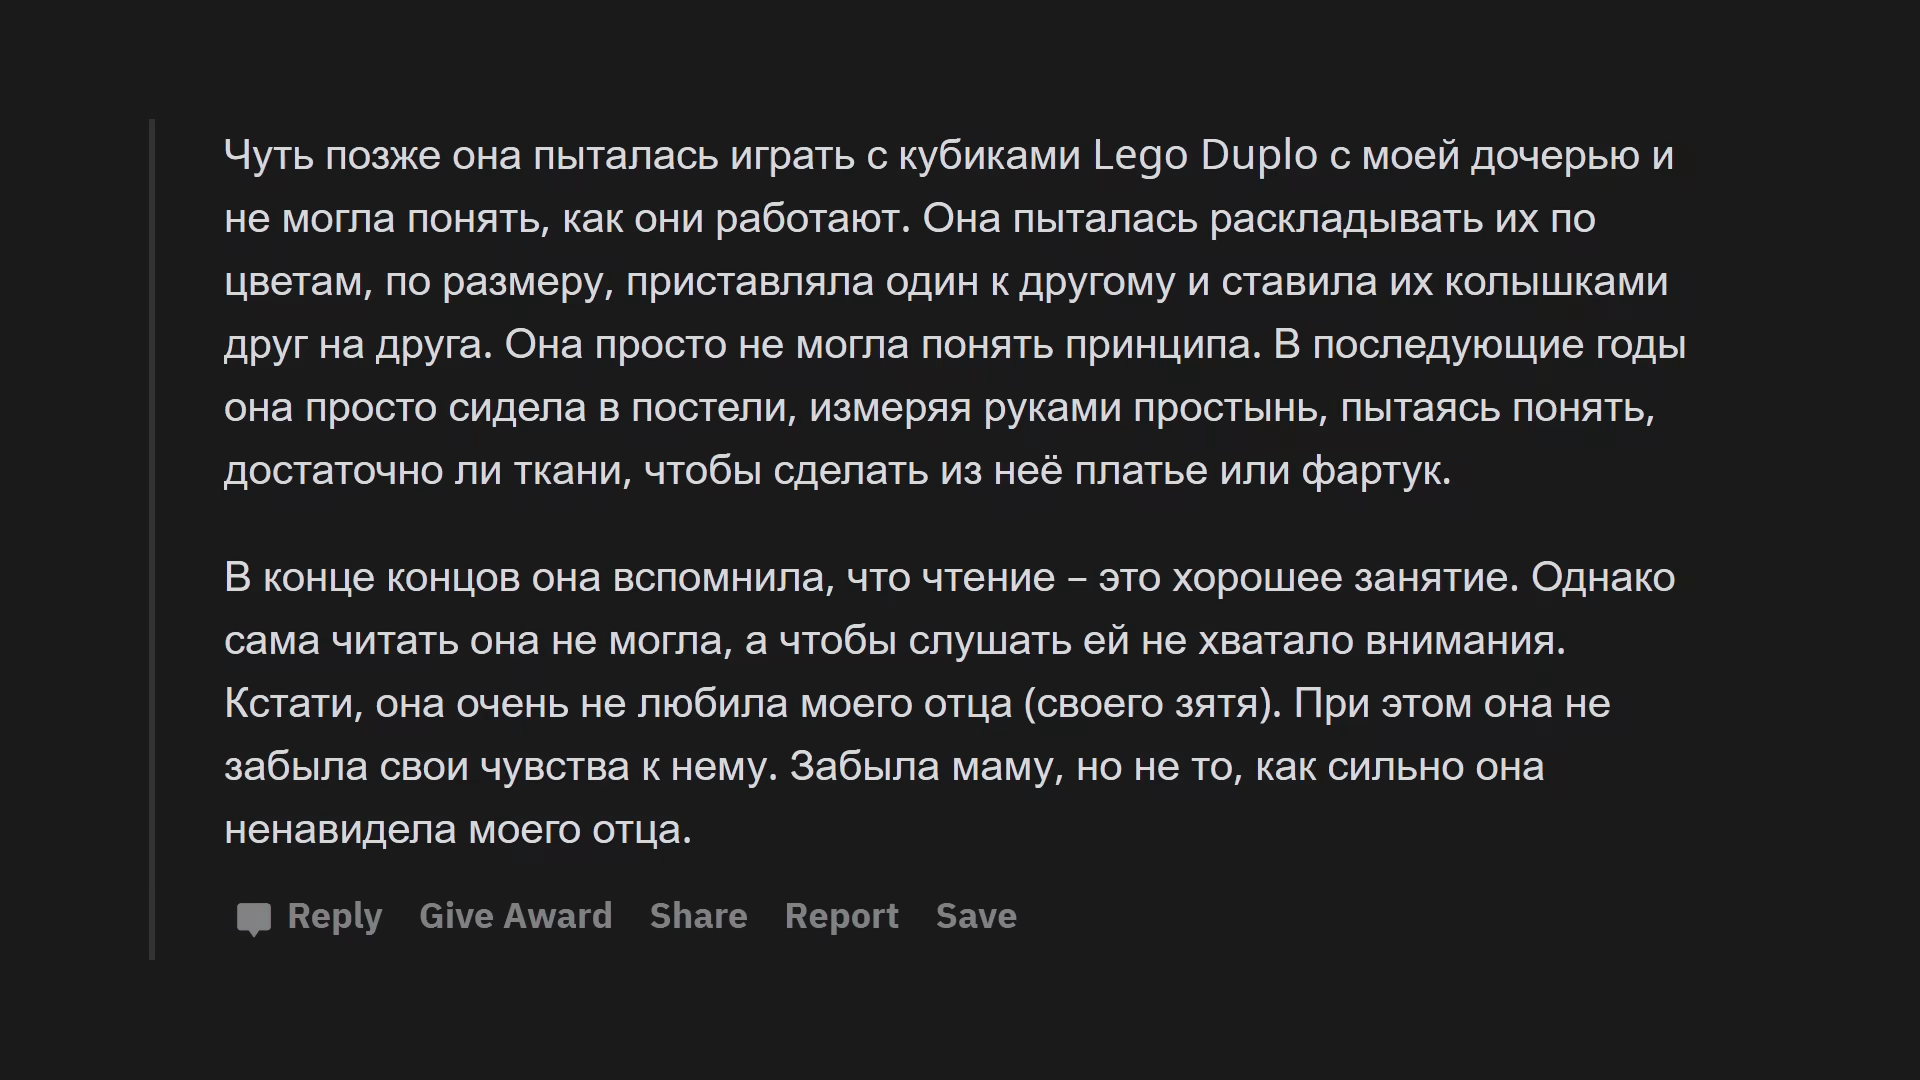 Чуть позже она пыталась играть с кубиками Lego Duplo с моей дочерью и
не могла понять, как они работают. Она пыталась раскладывать их по
цветам, по размеру, приставляла один к другому и ставила их колышками
друг на друга. Она просто не могла понять принципа. В последующие годы
она просто сидела в постели, измеряя руками простынь, пытаясь понять,
достаточно ли ткани, чтобы сделать из неё платье или фартук.
В конце концов она вспомнила, что чтение – это хорошее занятие. Однако
сама читать она не могла, а чтобы слушать ей не хватало внимания.
Кстати, она очень не любила моего отца (своего зятя). При этом она не
забыла свои чувства к нему. Забыла маму, но не то, как сильно она
ненавидела моего отца.
Reply Give Award Share Report Save